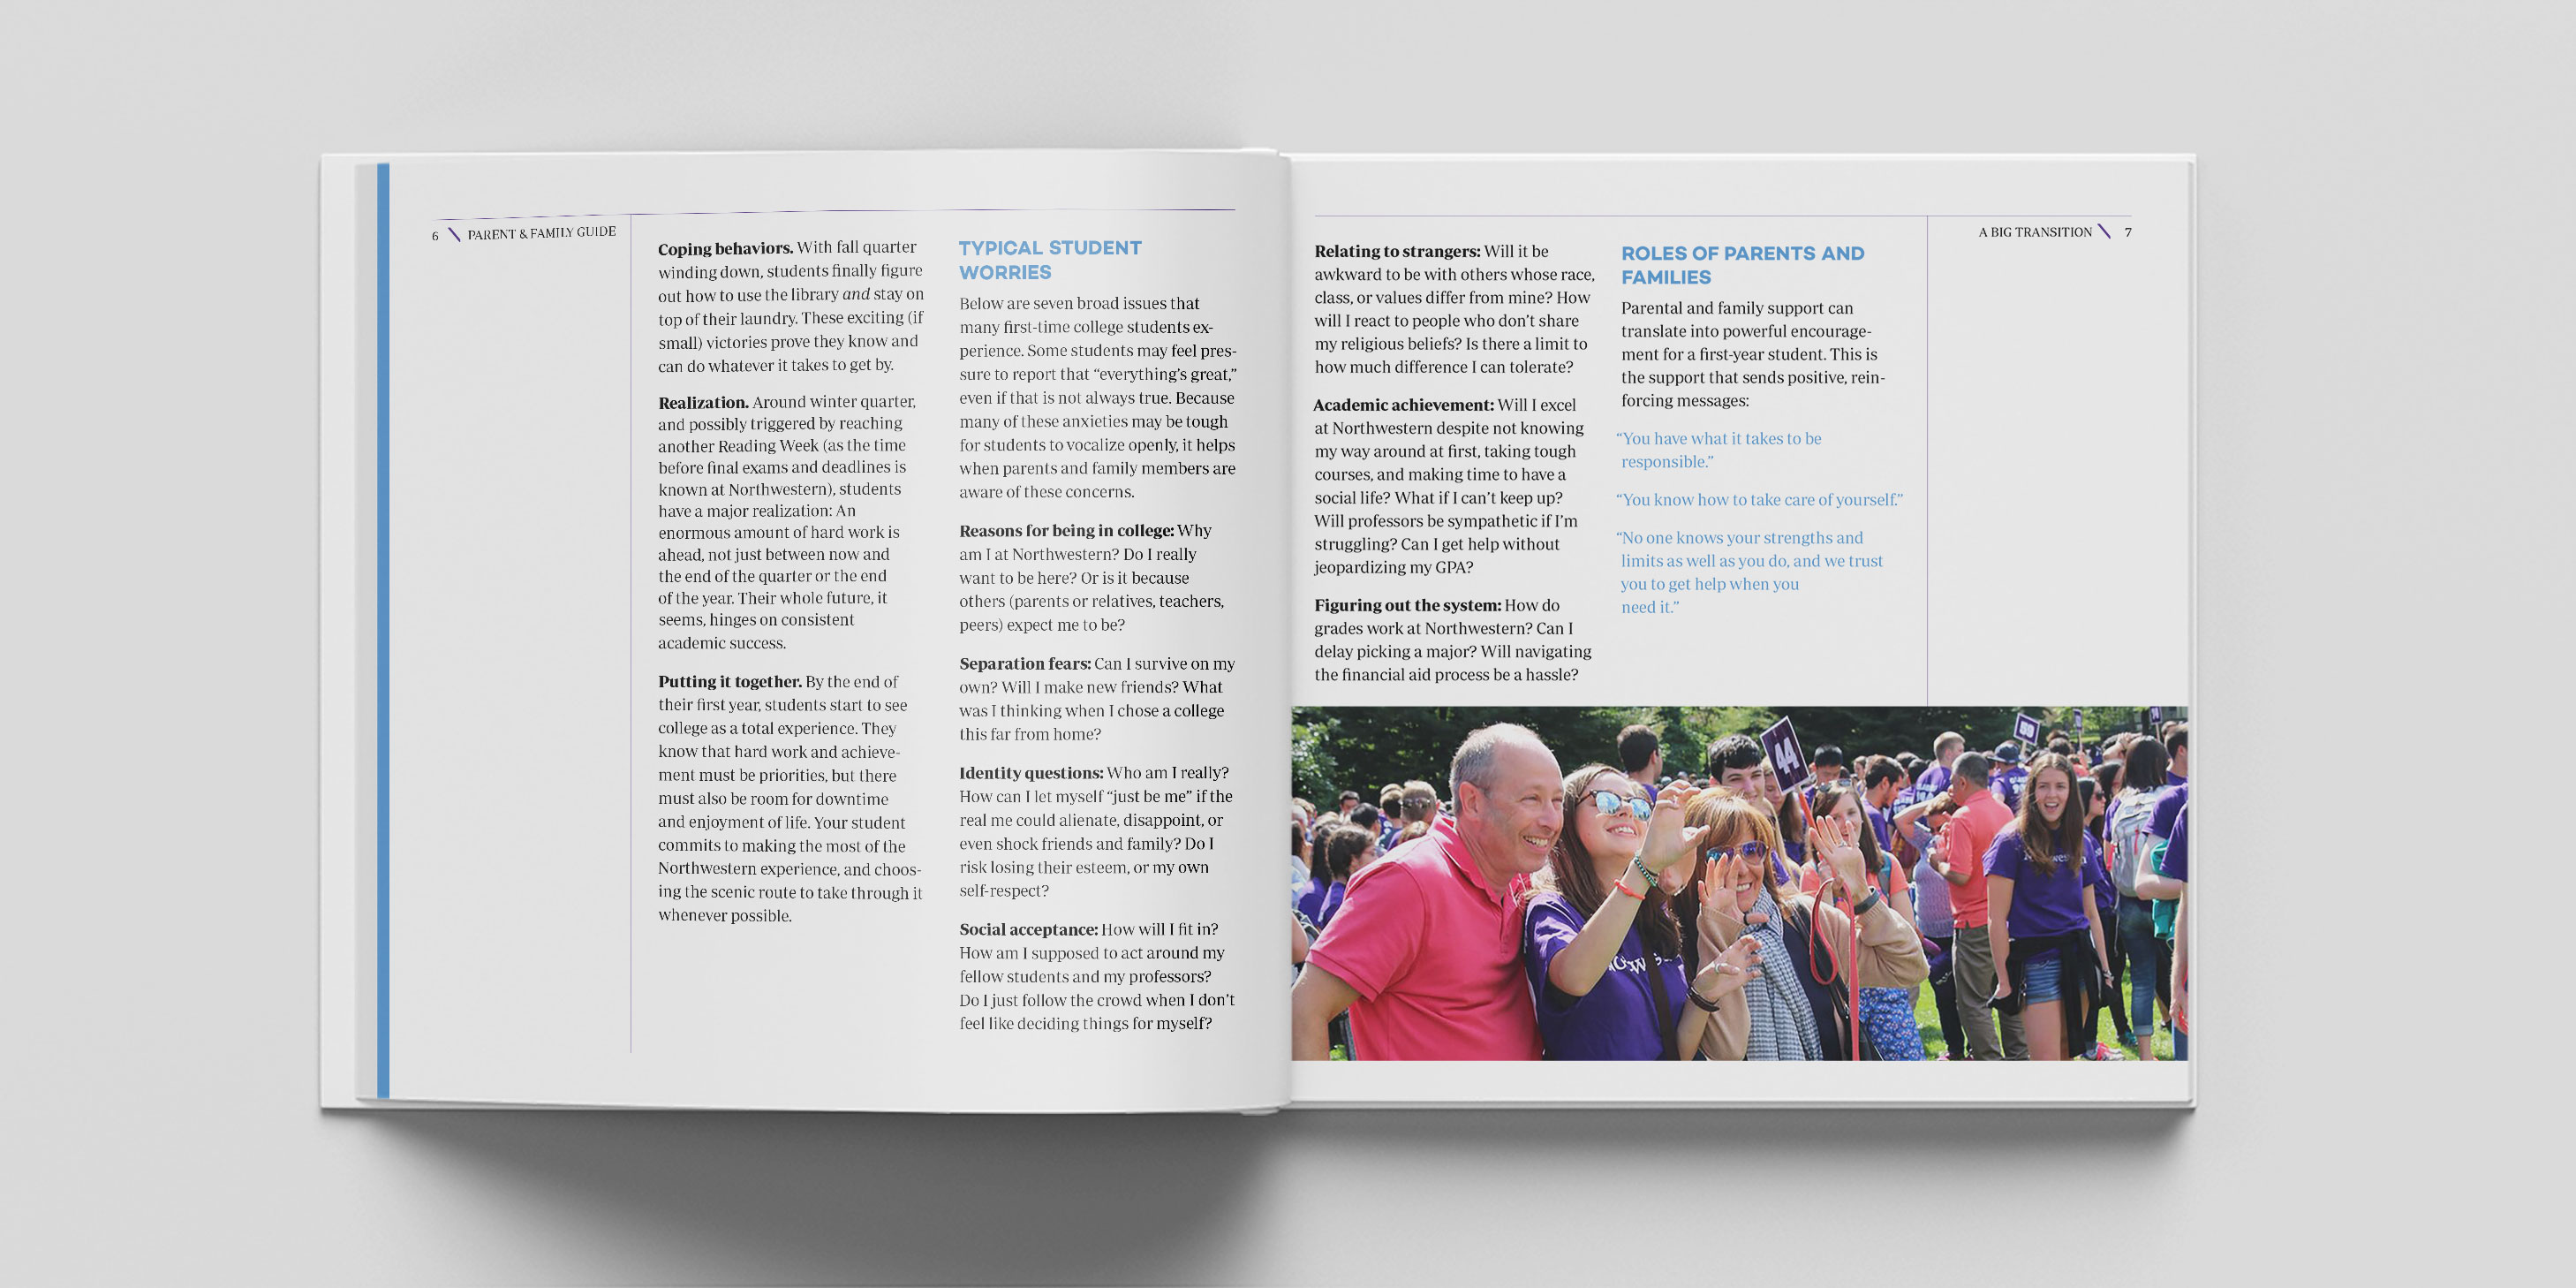 6 \ PARENT & FAMILY GUIDE
Coping behaviors. With fall quarter
winding down, students finally figure
out how to use the library and stay on
top of their laundry. These exciting (if
small) victories prove they know and
can do whatever it takes to get by.
Realization. Around winter quarter,
and possibly triggered by reaching
another Reading Week (as the time
before final exams and deadlines is
known at Northwestern), students
have a major realization: An
enormous amount of hard work is
ahead, not just between now and
the end of the quarter or the end
of the year. Their whole future, it
seems, hinges on consistent
academic success.
Putting it together. By the end of
their first year, students start to see
college as a total experience. They
know that hard work and achieve-
ment must be priorities, but there
must also be room for downtime
and enjoyment of life. Your student
commits to making the most of the
Northwestern experience, and choos-
ing the scenic route to take through it
whenever possible.
TYPICAL STUDENT
WORRIES
Below are seven broad issues that
many first-time college students ex-
perience. Some students may feel pres-
sure to report that “everything’s great,”
even if that is not always true. Because
many of these anxieties may be tough
for students to vocalize openly, it helps
when parents and family members are
aware of these concerns.
Reasons for being in college: Why
am I at Northwestern? Do I really
want to be here? Or is it because
others (parents or relatives, teachers,
peers) expect me to be?
Separation fears: Can I survive on my
own? Will I make new friends? What
was I thinking when I chose a college
this far from home?
Identity questions: Who am I really?
How can I let myself “just be me” if the
real me could alienate, disappoint, or
even shock friends and family? Do I
risk losing their esteem, or my own
self-respect?
Social acceptance: How will I fit in?
How am I supposed to act around my
fellow students and my professors?
Do I just follow the crowd when I don’t
feel like deciding things for myself?
Relating to strangers: Will it be
awkward to be with others whose race,
class, or values differ from mine? How
will I react to people who don’t share
my religious beliefs? Is there a limit to
how much difference I can tolerate?
Academic achievement: Will I excel
at Northwestern despite not knowing
my way around at first, taking tough
courses, and making time to have a
social life? What if I can’t keep up?
Will professors be sympathetic if I’m
struggling? Can I get help without
jeopardizing my GPA?
Figuring out the system: How do
grades work at Northwestern? Can I
delay picking a major? Will navigating
the financial aid process be a hassle?
ROLES OF PARENTS AND
FAMILIES
Parental and family support can
translate into powerful encourage-
ment for a first-year student. This is
the support that sends positive, rein-
forcing messages:
“You have what it takes to be
responsible.”
“You know how to take care of yourself.”
“No one knows your strengths and
limits as well as you do, and we trust
you to get help when you
need it.”
A BIG TRANSITION \ 7
44